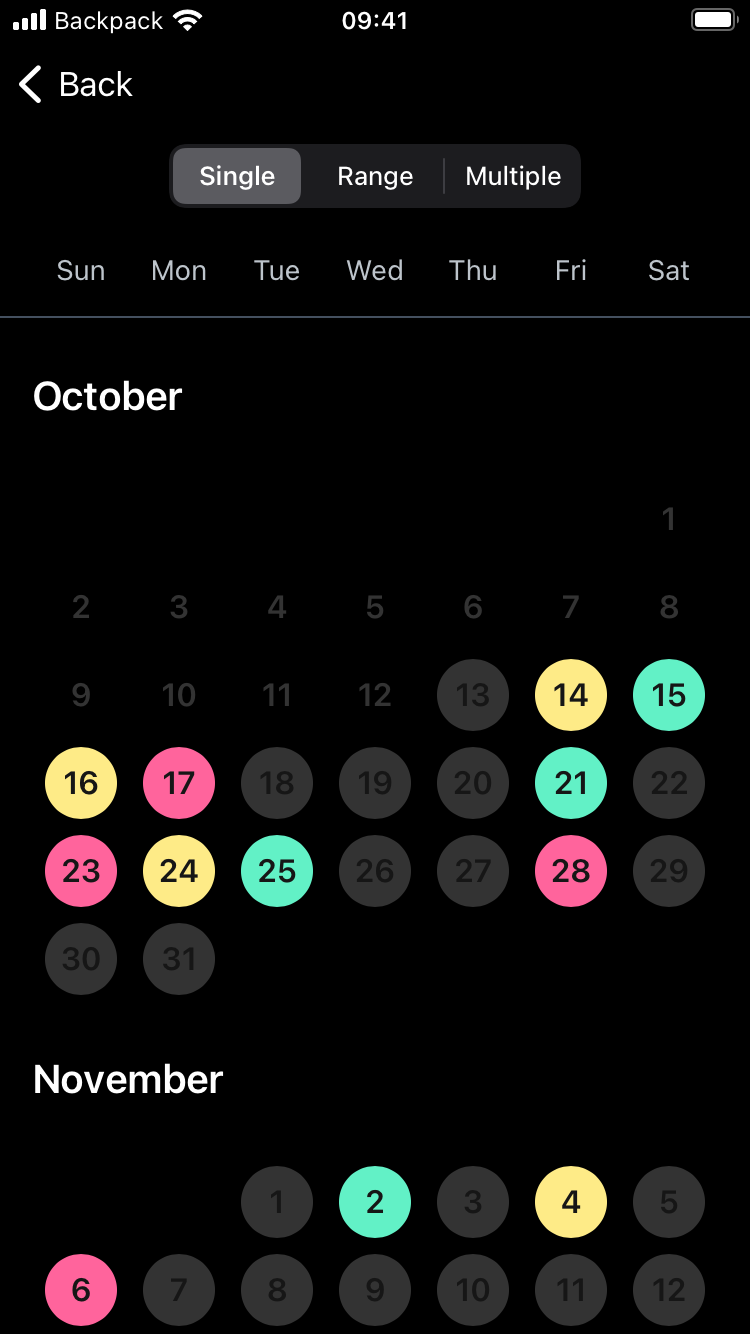 Backpack 09:41
Back
Single Range Multiple
Sun Mon Tue Wed Thu Fri Sat
October
1
2 3 4 5 6 7 8
9 10 11 12 13 14 15
16 17 18 19 20 21 22
23 24 25 26 27 28 29
30 31
November
1 2 3 4 5
6 7 8 9 10 11 12